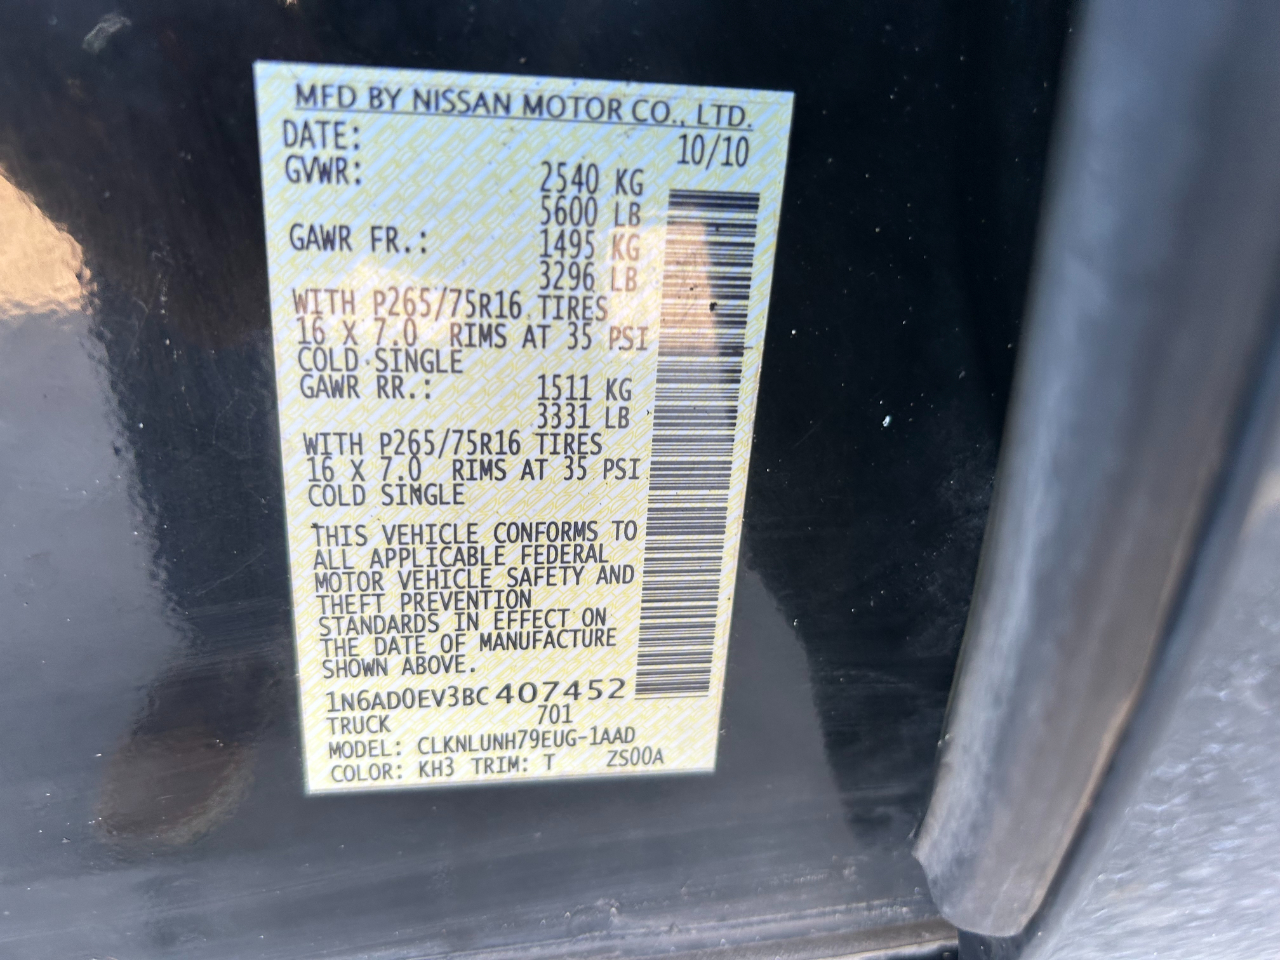 MFD BY NISSAN MOTOR CO., LTD.
DATE: 10/10
GVWR: 2540 KG
5600 LB
GAWR FR.: 1495 KG
3296 LB
WITH P265/75R16 TIRES
16 X 7.0 RIMS AT 35 PSI
COLD SINGLE
GAWR RR.: 1511 KG
3331 LB
WITH P265/75R16 TIRES
16 X 7.0 RIMS AT 35 PSI
COLD SINGLE
THIS VEHICLE CONFORMS TO
ALL APPLICABLE FEDERAL
MOTOR VEHICLE SAFETY AND
THEFT PREVENTION
STANDARDS IN EFFECT ON
THE DATE OF MANUFACTURE
SHOWN ABOVE.
1N6AD0EV3BC407452
TRUCK 701
MODEL: CLKNLUNH79EUG-1AAD
COLOR: KH3 TRIM: T ZS00A